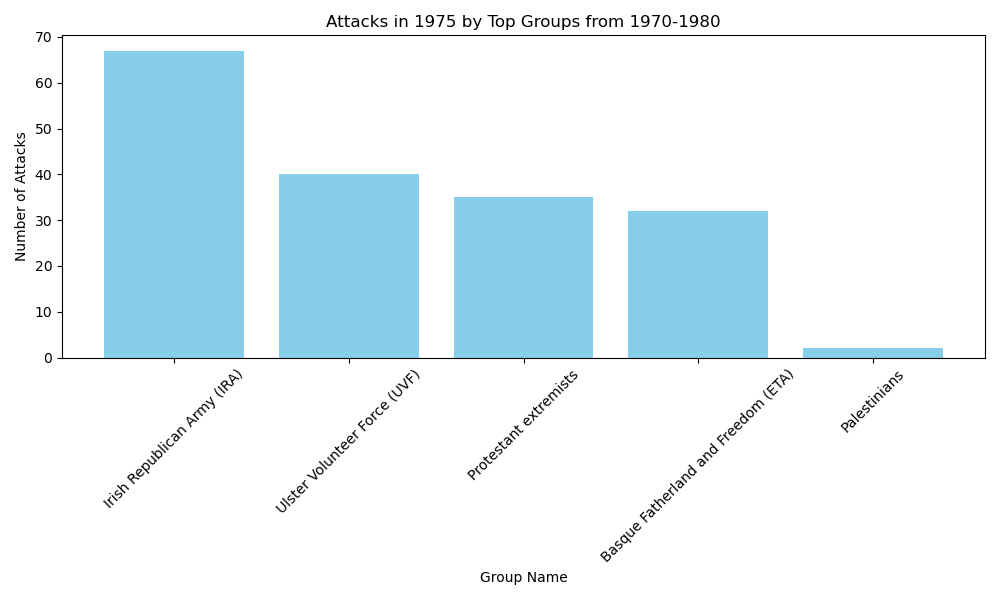 Attacks in 1975 by Top Groups from 1970-1980
Number of Attacks
70
60
50
40
30
20
10
0
Irish Republican Army (IRA)
Ulster Volunteer Force (UVF)
Protestant extremists
Basque Fatherland and Freedom (ETA)
Palestinians
Group Name